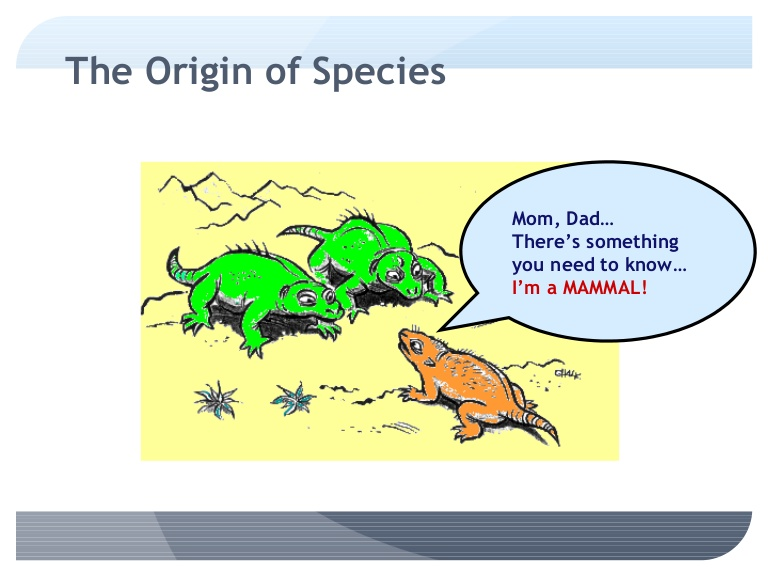 The Origin of Species
Mom, Dad…
There's something
you need to know…
I'm a MAMMAL!